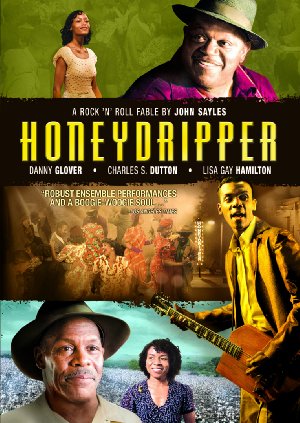 A ROCK 'N' ROLL FABLE BY JOHN SAYLES
HONEYDRIPPER
DANNY GLOVER • CHARLES S. DUTTON • LISA GAY HAMILTON
"ROBUST ENSEMBLE PERFORMANCES
AND A BOOGIE-WOOGIE SOUL..."